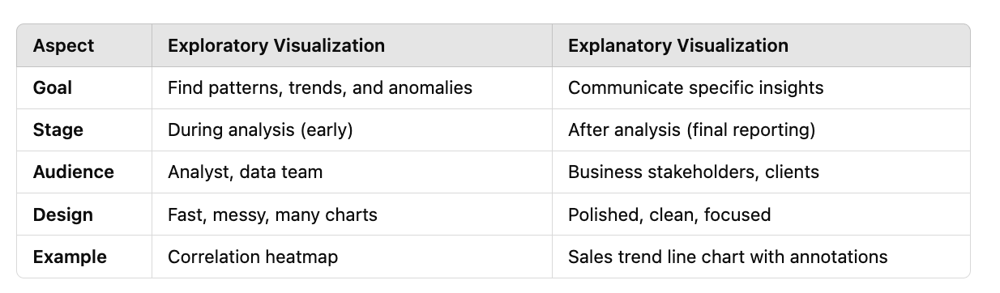 Aspect Exploratory Visualization Explanatory Visualization
Goal Find patterns, trends, and anomalies Communicate specific insights
Stage During analysis (early) After analysis (final reporting)
Audience Analyst, data team Business stakeholders, clients
Design Fast, messy, many charts Polished, clean, focused
Example Correlation heatmap Sales trend line chart with annotations